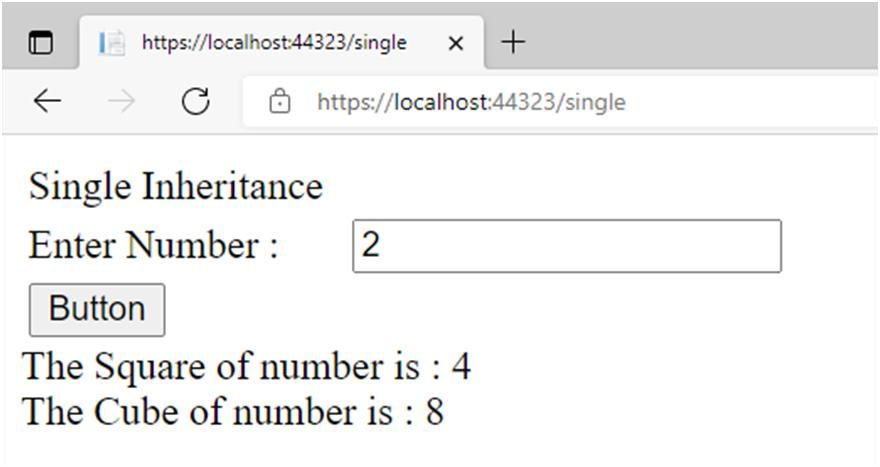 https://localhost:44323/single
https://localhost:44323/single
Single Inheritance
Enter Number : 2
Button
The Square of number is : 4
The Cube of number is : 8